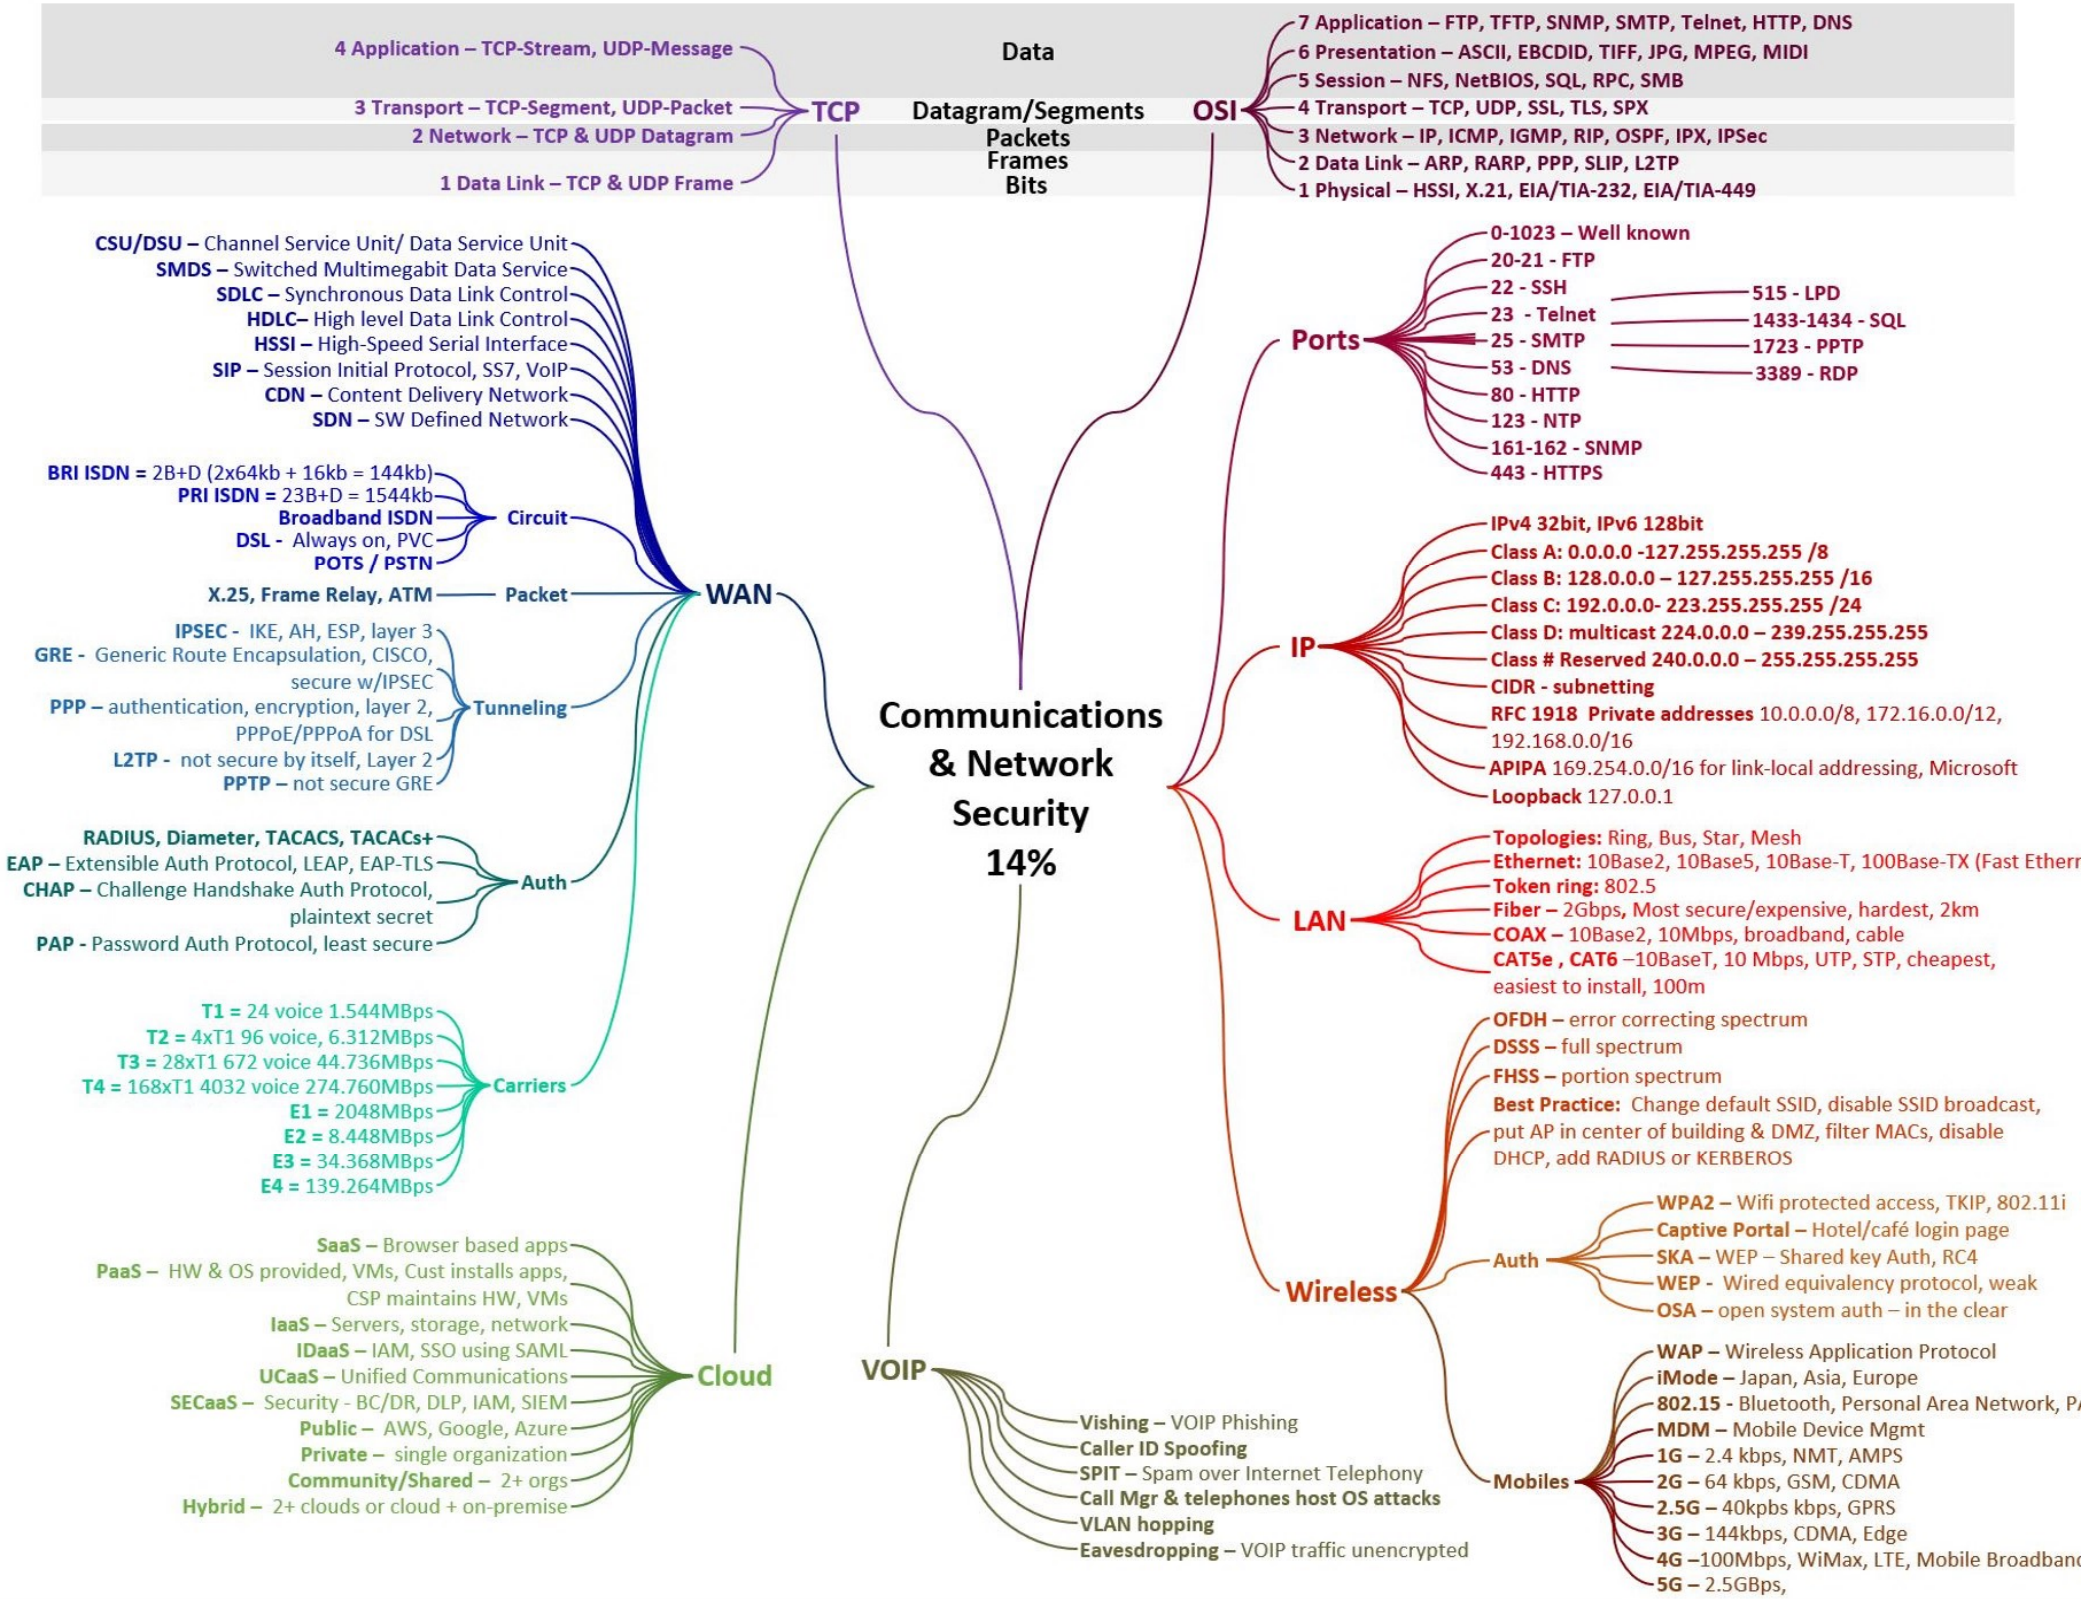 4 Application – TCP-Stream, UDP-Message
3 Transport – TCP-Segment, UDP-Packet
2 Network – TCP & UDP Datagram
1 Data Link – TCP & UDP Frame
TCP
Data
Datagram/Segments
Packets
Frames
Bits
OSI
7 Application – FTP, TFTP, SNMP, SMTP, Telnet, HTTP, DNS
6 Presentation – ASCII, EBCDID, TIFF, JPG, MPEG, MIDI
5 Session – NFS, NetBIOS, SQL, RPC, SMB
4 Transport – TCP, UDP, SSL, TLS, SPX
3 Network – IP, ICMP, IGMP, RIP, OSPF, IPX, IPSec
2 Data Link – ARP, RARP, PPP, SLIP, L2TP
1 Physical – HSSI, X.21, EIA/TIA-232, EIA/TIA-449
CSU/DSU – Channel Service Unit/ Data Service Unit
SMDS – Switched Multimegabit Data Service
SDLC – Synchronous Data Link Control
HDLC– High level Data Link Control
HSSI – High-Speed Serial Interface
SIP – Session Initial Protocol, SS7, VoIP
CDN – Content Delivery Network
SDN – SW Defined Network
BRI ISDN = 2B+D (2x64kb + 16kb = 144kb)
PRI ISDN = 23B+D = 1544kb
Broadband ISDN
DSL - Always on, PVC
POTS / PSTN
Circuit
X.25, Frame Relay, ATM
Packet
WAN
IPSEC - IKE, AH, ESP, layer 3
GRE - Generic Route Encapsulation, CISCO,
secure w/IPSEC
PPP – authentication, encryption, layer 2,
PPPoE/PPPoA for DSL
L2TP - not secure by itself, Layer 2
PPTP – not secure GRE
Tunneling
RADIUS, Diameter, TACACS, TACACs+
EAP – Extensible Auth Protocol, LEAP, EAP-TLS
CHAP – Challenge Handshake Auth Protocol,
plaintext secret
PAP - Password Auth Protocol, least secure
Auth
T1 = 24 voice 1.544MBps
T2 = 4xT1 96 voice, 6.312MBps
T3 = 28xT1 672 voice 44.736MBps
T4 = 168xT1 4032 voice 274.760MBps
E1 = 2048MBps
E2 = 8.448MBps
E3 = 34.368MBps
E4 = 139.264MBps
Carriers
SaaS – Browser based apps
PaaS – HW & OS provided, VMs, Cust installs apps,
CSP maintains HW, VMs
IaaS – Servers, storage, network
IDaaS – IAM, SSO using SAML
UCaaS – Unified Communications
SECaaS – Security - BC/DR, DLP, IAM, SIEM
Public – AWS, Google, Azure
Private – single organization
Community/Shared – 2+ orgs
Hybrid – 2+ clouds or cloud + on-premise
Cloud
Communications
& Network
Security
14%
VOIP
Vishing – VOIP Phishing
Caller ID Spoofing
SPIT – Spam over Internet Telephony
Call Mgr & telephones host OS attacks
VLAN hopping
Eavesdropping – VOIP traffic unencrypted
Ports
0-1023 – Well known
20-21 - FTP
22 - SSH
23 - Telnet
25 - SMTP
53 - DNS
80 - HTTP
123 - NTP
161-162 - SNMP
443 - HTTPS
515 - LPD
1433-1434 - SQL
1723 - PPTP
3389 - RDP
IP
IPv4 32bit, IPv6 128bit
Class A: 0.0.0.0 -127.255.255.255 /8
Class B: 128.0.0.0 – 127.255.255.255 /16
Class C: 192.0.0.0- 223.255.255.255 /24
Class D: multicast 224.0.0.0 – 239.255.255.255
Class # Reserved 240.0.0.0 – 255.255.255.255
CIDR - subnetting
RFC 1918 Private addresses 10.0.0.0/8, 172.16.0.0/12,
192.168.0.0/16
APIPA 169.254.0.0/16 for link-local addressing, Microsoft
Loopback 127.0.0.1
LAN
Topologies: Ring, Bus, Star, Mesh
Ethernet: 10Base2, 10Base5, 10Base-T, 100Base-TX (Fast Ethern
Token ring: 802.5
Fiber – 2Gbps, Most secure/expensive, hardest, 2km
COAX – 10Base2, 10Mbps, broadband, cable
CAT5e , CAT6 –10BaseT, 10 Mbps, UTP, STP, cheapest,
easiest to install, 100m
Wireless
OFDH – error correcting spectrum
DSSS – full spectrum
FHSS – portion spectrum
Best Practice: Change default SSID, disable SSID broadcast,
put AP in center of building & DMZ, filter MACs, disable
DHCP, add RADIUS or KERBEROS
Auth
WPA2 – Wifi protected access, TKIP, 802.11i
Captive Portal – Hotel/café login page
SKA – WEP – Shared key Auth, RC4
WEP - Wired equivalency protocol, weak
OSA – open system auth – in the clear
Mobiles
WAP – Wireless Application Protocol
iMode – Japan, Asia, Europe
802.15 - Bluetooth, Personal Area Network, PA
MDM – Mobile Device Mgmt
1G – 2.4 kbps, NMT, AMPS
2G – 64 kbps, GSM, CDMA
2.5G – 40kpbs kbps, GPRS
3G – 144kbps, CDMA, Edge
4G –100Mbps, WiMax, LTE, Mobile Broadband
5G – 2.5GBps,